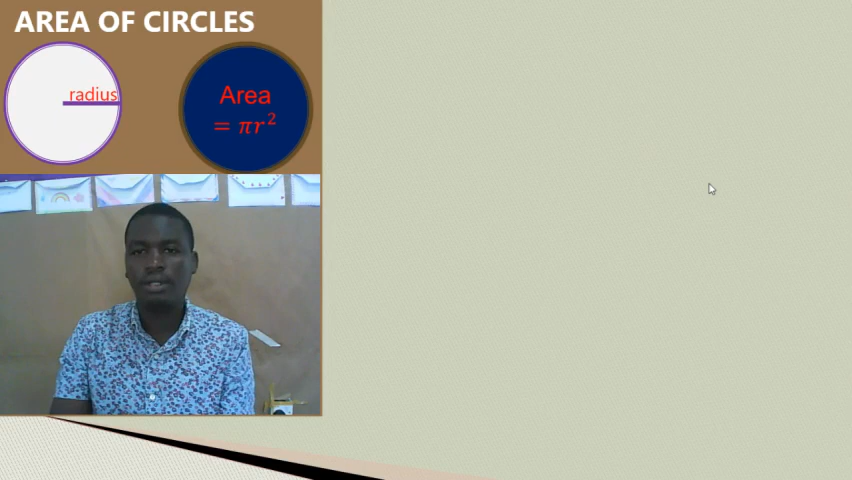 AREA OF CIRCLES
radius
Area
= πr²